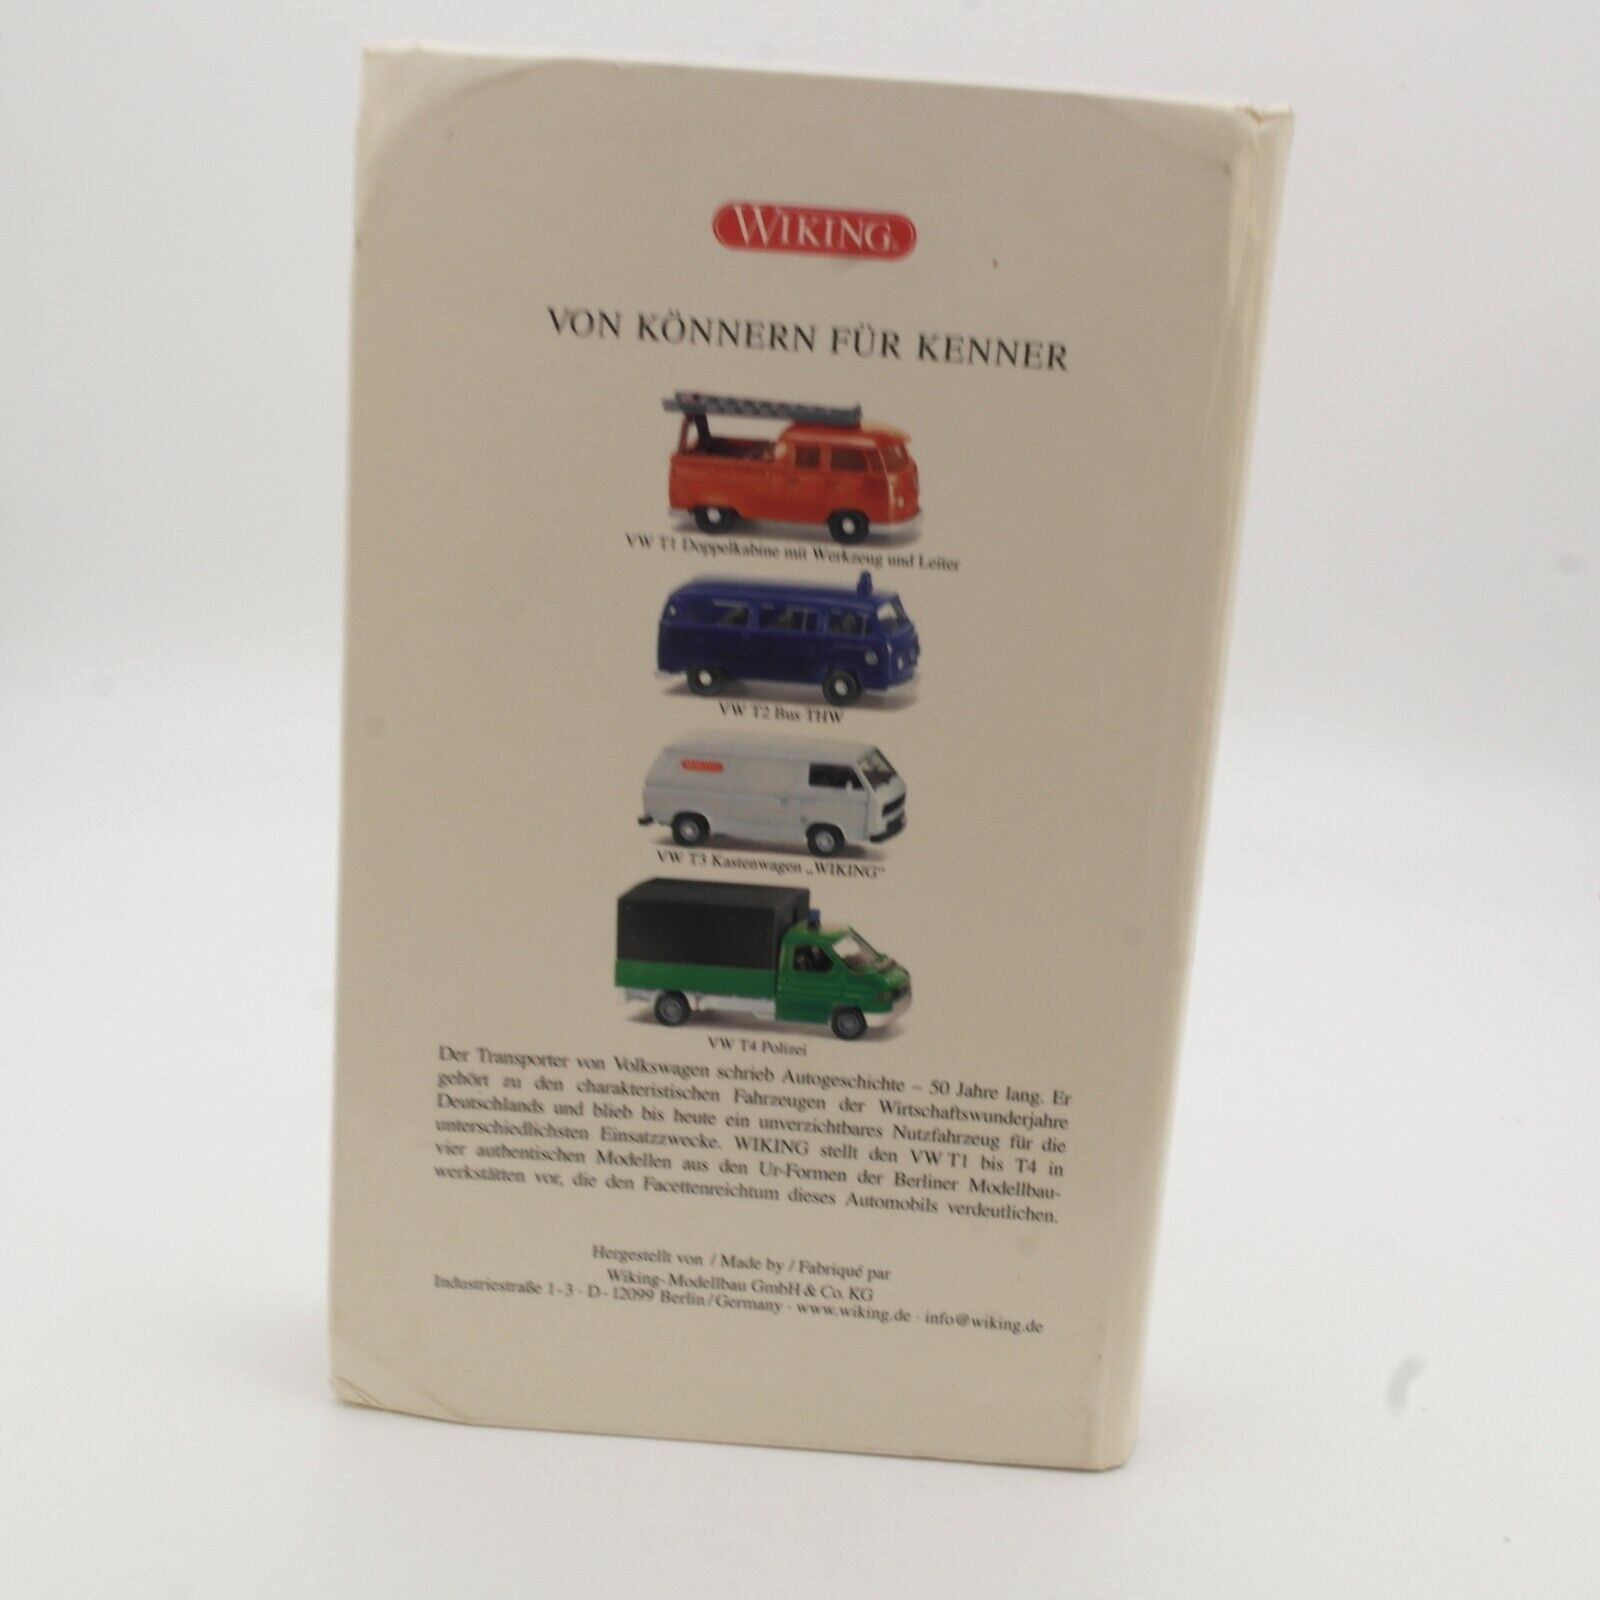 WIKING
VON KÖNNERN FÜR KENNER
VW T1 Doppelkabine mit Werkzeug und Leiter
VW T2 Bus THW
WIKING
VW T3 Kastenwagen „WIKING“
VW T4 Polizei
Der Transporter von Volkswagen schrieb Autogeschichte – 50 Jahre lang. Er
gehört zu den charakteristischen Fahrzeugen der Wirtschaftswunderjahre
Deutschlands und blieb bis heute ein unverzichtbares Nutzfahrzeug für die
unterschiedlichsten Einsatzzwecke. WIKING stellt den VW T1 bis T4 in
vier authentischen Modellen aus den Ur-Formen der Berliner Modellbau-
werkstätten vor, die den Facettenreichtum dieses Automobils verdeutlichen.
Hergestellt von / Made by / Fabriqué par
Wiking-Modellbau GmbH & Co. KG
Industriestraße 1-3 · D-12099 Berlin/Germany · www.wiking.de · info@wiking.de